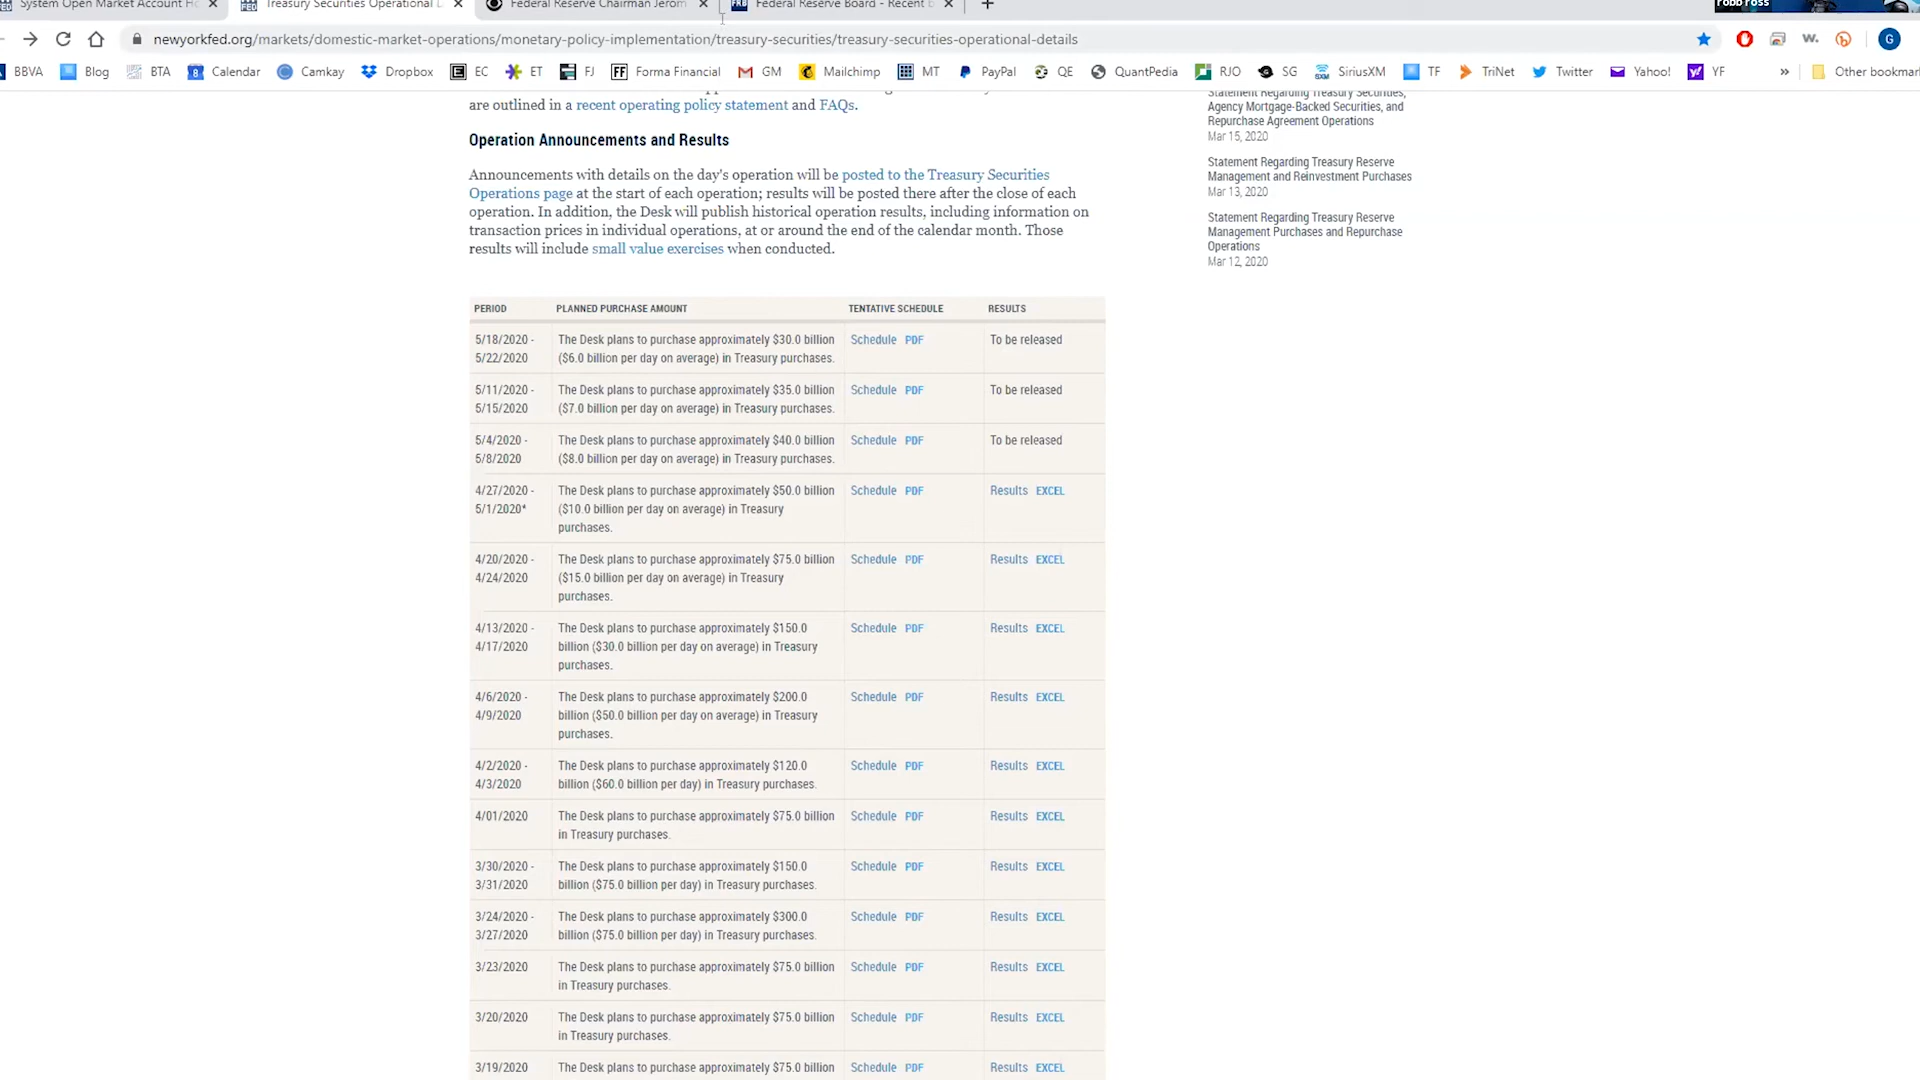 System Open Market Account Ho
Treasury Securities Operational D
Federal Reserve Chairman Jerom
Federal Reserve Board - Recent b
robb ross
newyorkfed.org/markets/domestic-market-operations/monetary-policy-implementation/treasury-securities/treasury-securities-operational-details
BBVA Blog BTA Calendar Camkay Dropbox EC ET FJ Forma Financial GM Mailchimp MT PayPal QE QuantPedia RJO SG SiriusXM TF TriNet Twitter Yahoo! YF » Other bookmar
are outlined in a recent operating policy statement and FAQs.
Operation Announcements and Results
Announcements with details on the day's operation will be posted to the Treasury Securities
Operations page at the start of each operation; results will be posted there after the close of each
operation. In addition, the Desk will publish historical operation results, including information on
transaction prices in individual operations, at or around the end of the calendar month. Those
results will include small value exercises when conducted.
Statement Regarding Treasury Securities,
Agency Mortgage-Backed Securities, and
Repurchase Agreement Operations
Mar 15, 2020
Statement Regarding Treasury Reserve
Management and Reinvestment Purchases
Mar 13, 2020
Statement Regarding Treasury Reserve
Management Purchases and Repurchase
Operations
Mar 12, 2020
PERIOD PLANNED PURCHASE AMOUNT TENTATIVE SCHEDULE RESULTS
5/18/2020 - The Desk plans to purchase approximately $30.0 billion Schedule PDF To be released
5/22/2020 ($6.0 billion per day on average) in Treasury purchases.
5/11/2020 - The Desk plans to purchase approximately $35.0 billion Schedule PDF To be released
5/15/2020 ($7.0 billion per day on average) in Treasury purchases.
5/4/2020 - The Desk plans to purchase approximately $40.0 billion Schedule PDF To be released
5/8/2020 ($8.0 billion per day on average) in Treasury purchases.
4/27/2020 - The Desk plans to purchase approximately $50.0 billion Schedule PDF Results EXCEL
5/1/2020* ($10.0 billion per day on average) in Treasury
purchases.
4/20/2020 - The Desk plans to purchase approximately $75.0 billion Schedule PDF Results EXCEL
4/24/2020 ($15.0 billion per day on average) in Treasury
purchases.
4/13/2020 - The Desk plans to purchase approximately $150.0 Schedule PDF Results EXCEL
4/17/2020 billion ($30.0 billion per day on average) in Treasury
purchases.
4/6/2020 - The Desk plans to purchase approximately $200.0 Schedule PDF Results EXCEL
4/9/2020 billion ($50.0 billion per day on average) in Treasury
purchases.
4/2/2020 - The Desk plans to purchase approximately $120.0 Schedule PDF Results EXCEL
4/3/2020 billion ($60.0 billion per day) in Treasury purchases.
4/01/2020 The Desk plans to purchase approximately $75.0 billion Schedule PDF Results EXCEL
in Treasury purchases.
3/30/2020 - The Desk plans to purchase approximately $150.0 Schedule PDF Results EXCEL
3/31/2020 billion ($75.0 billion per day) in Treasury purchases.
3/24/2020 - The Desk plans to purchase approximately $300.0 Schedule PDF Results EXCEL
3/27/2020 billion ($75.0 billion per day) in Treasury purchases.
3/23/2020 The Desk plans to purchase approximately $75.0 billion Schedule PDF Results EXCEL
in Treasury purchases.
3/20/2020 The Desk plans to purchase approximately $75.0 billion Schedule PDF Results EXCEL
in Treasury purchases.
3/19/2020 The Desk plans to purchase approximately $75.0 billion Schedule PDF Results EXCEL